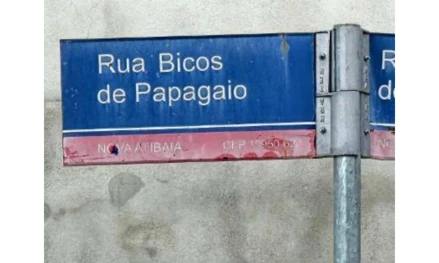 Rua Bicos
de Papagaio
NOVA ATIBAIA CEP
R
d